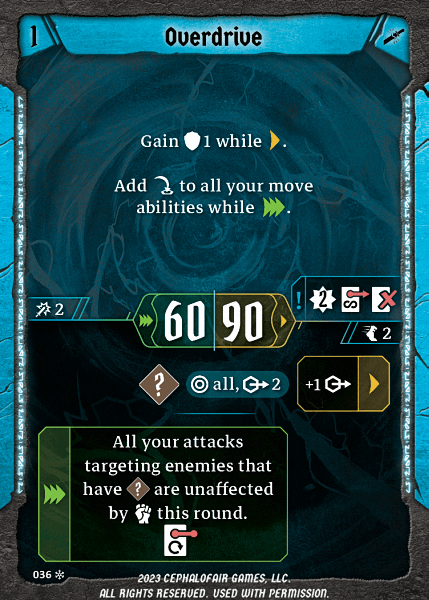 1 Overdrive
Gain 1 while .
Add to all your move
abilities while .
! 2 S
2
60 90
2
? all, 2
+1
All your attacks
targeting enemies that
have ? are unaffected
by this round.
036
2023 CEPHALOFAIR GAMES, LLC.
ALL RIGHTS RESERVED. USED WITH PERMISSION.